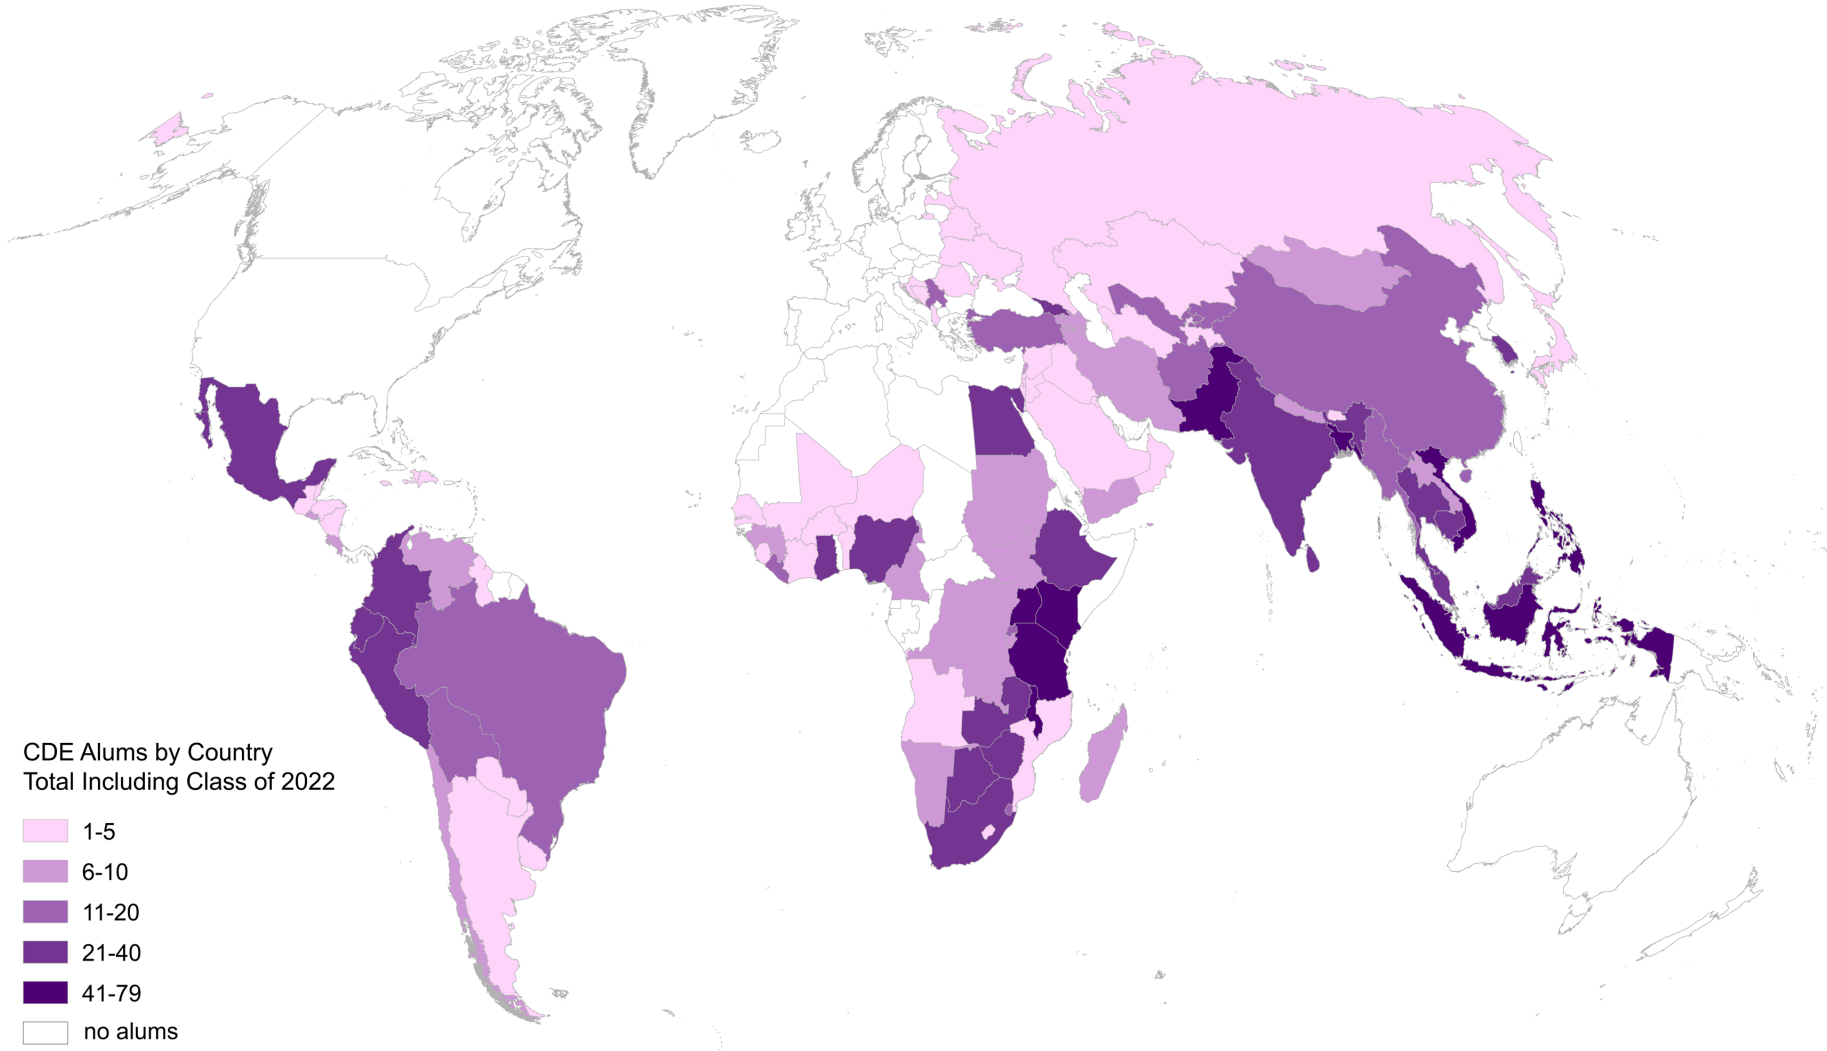 CDE Alums by Country
Total Including Class of 2022
1-5
6-10
11-20
21-40
41-79
no alums